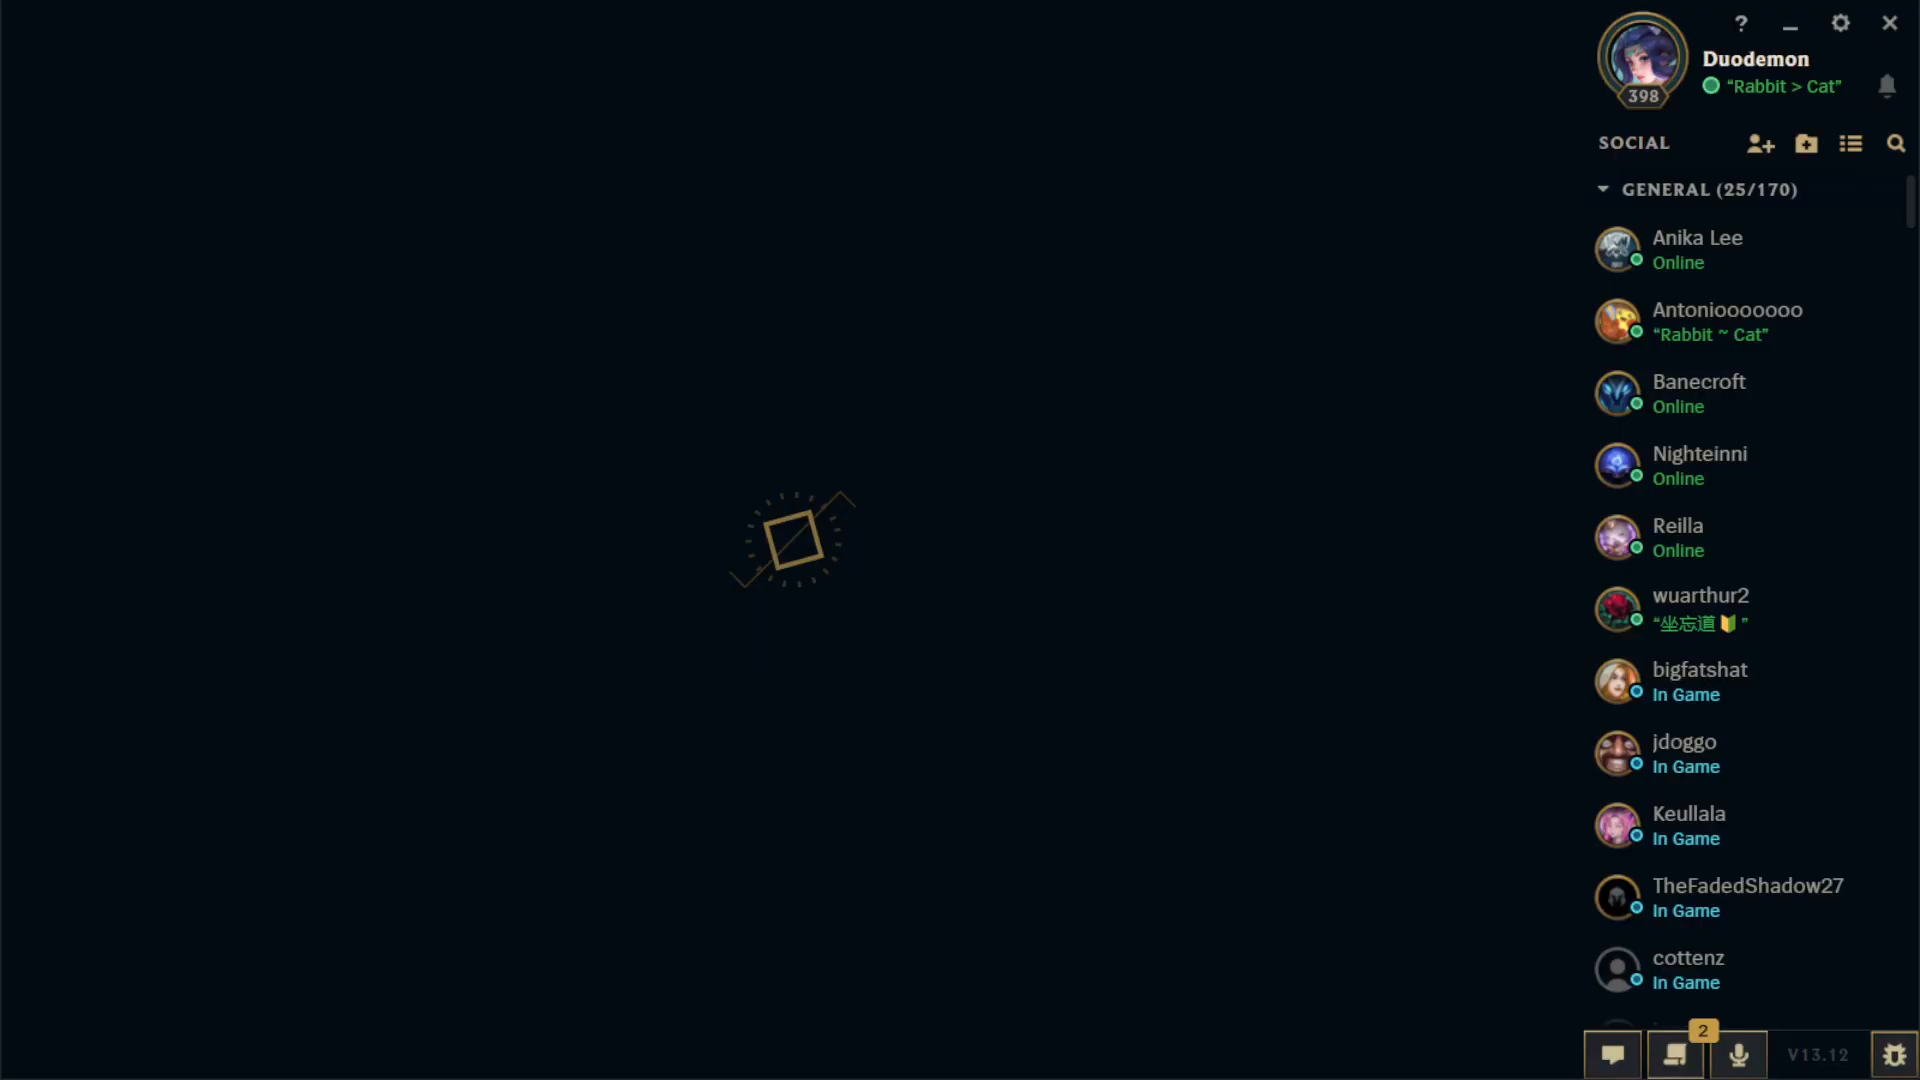 ?
398
Duodemon
“Rabbit > Cat”
SOCIAL
GENERAL (25/170)
Anika Lee
Online
Antoniooooooo
“Rabbit ~ Cat”
Banecroft
Online
Nighteinni
Online
Reilla
Online
wuarthur2
“坐忘道🔰”
bigfatshat
In Game
jdoggo
In Game
Keullala
In Game
TheFadedShadow27
In Game
cottenz
In Game
2
V13.12